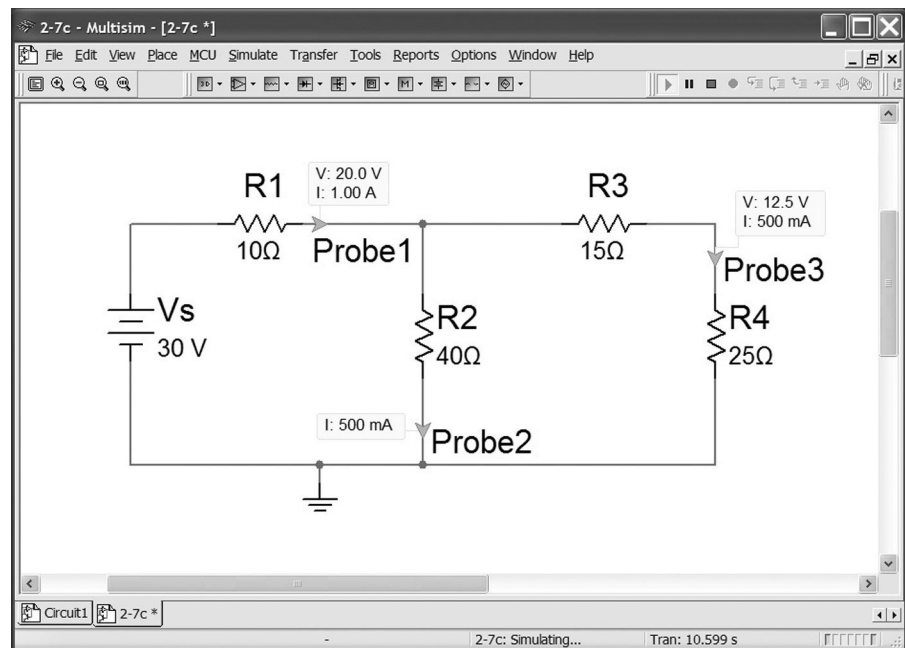 2-7c - Multisim - [2-7c *]
File Edit View Place MCU Simulate Transfer Tools Reports Options Window Help
R1
V: 20.0 V
I: 1.00 A
10Ω
Probe1
R3
15Ω
V: 12.5 V
I: 500 mA
Probe3
Vs
30 V
R2
40Ω
R4
25Ω
I: 500 mA
Probe2
Circuit1 2-7c *
- 2-7c: Simulating... Tran: 10.599 s